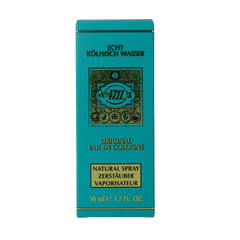 ECHT
KÖLNISCH WASSER
4711.
ORIGINAL
EAU DE COLOGNE
NATURAL SPRAY
ZERSTÄUBER
VAPORISATEUR
50 ml e 1.7 FL. OZ.